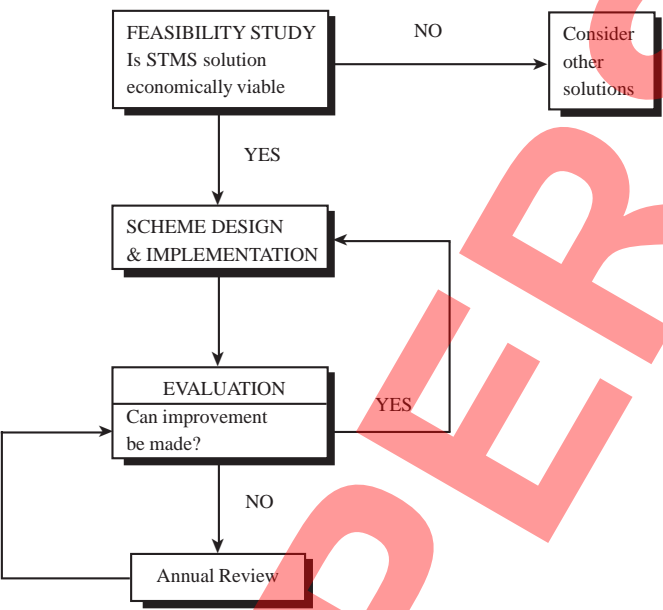 FEASIBILITY STUDY
Is STMS solution
economically viable
NO
Consider
other
solutions
YES
SCHEME DESIGN
& IMPLEMENTATION
EVALUATION
Can improvement
be made?
YES
NO
Annual Review